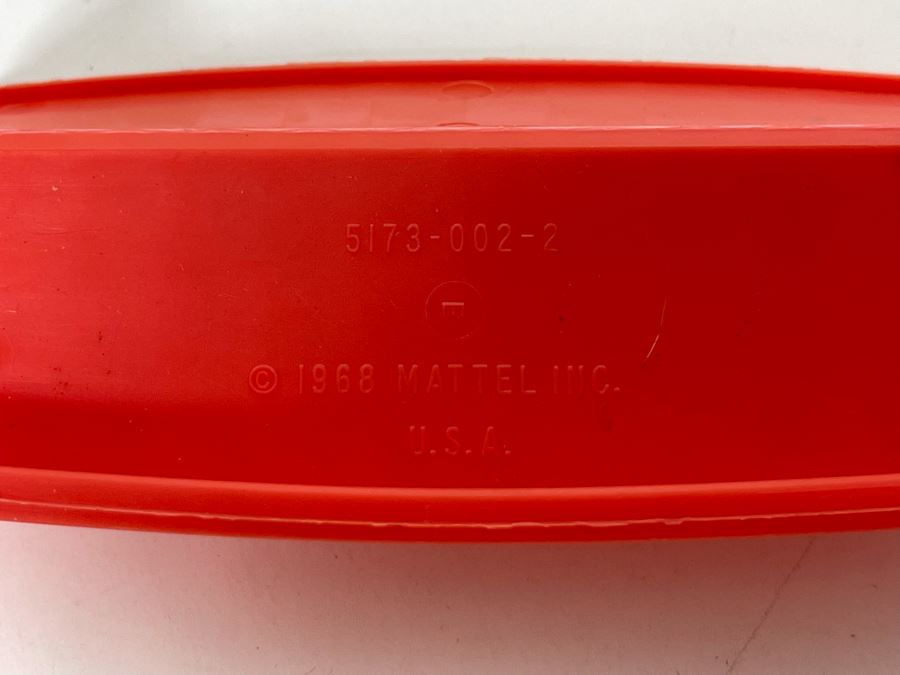 5173-002-2
E
© 1968 MATTEL INC.
U.S.A.